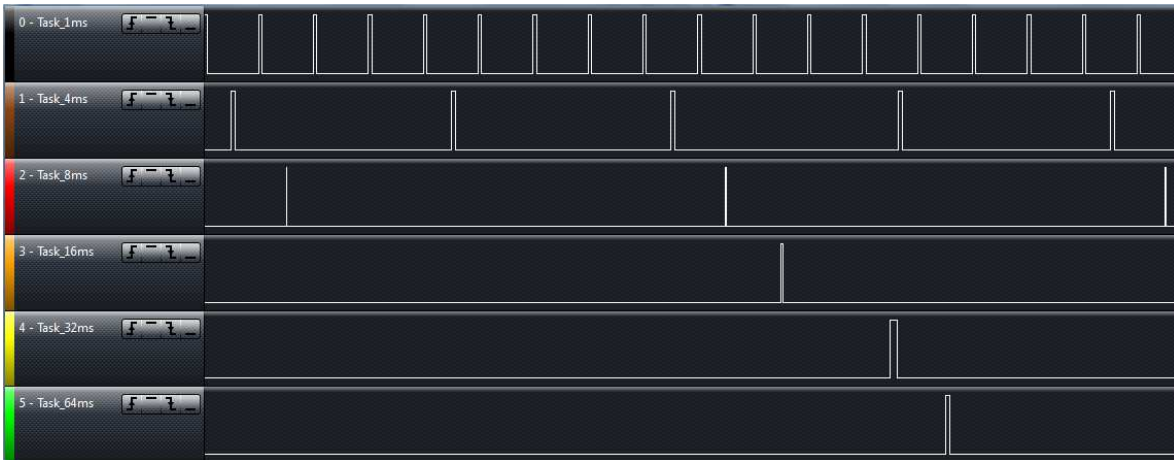 0 - Task_1ms
1 - Task_4ms
2 - Task_8ms
3 - Task_16ms
4 - Task_32ms
5 - Task_64ms